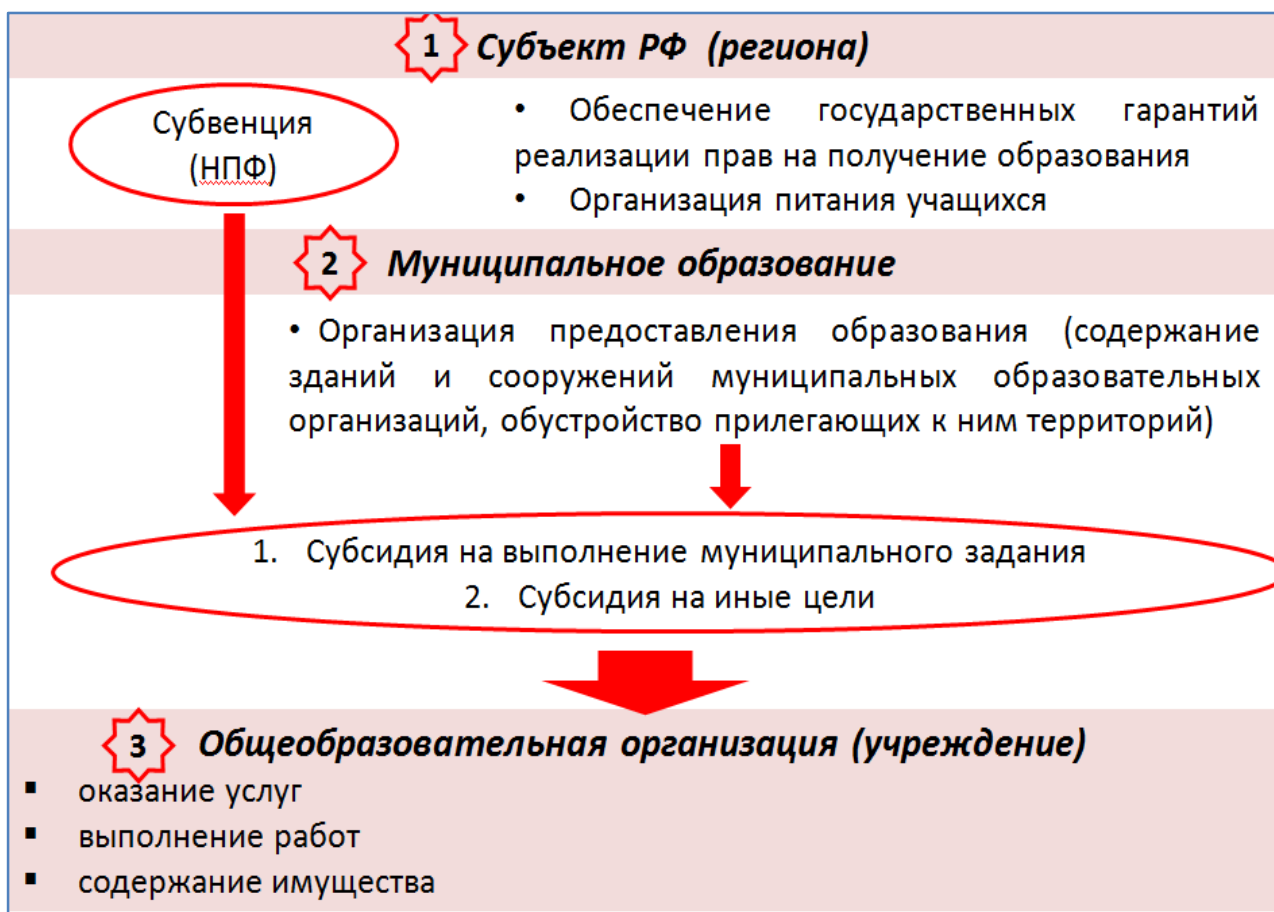 1 Субъект РФ (региона)
Субвенция
(НПФ)
• Обеспечение государственных гарантий
реализации прав на получение образования
• Организация питания учащихся
2 Муниципальное образование
• Организация предоставления образования (содержание
зданий и сооружений муниципальных образовательных
организаций, обустройство прилегающих к ним территорий)
1. Субсидия на выполнение муниципального задания
2. Субсидия на иные цели
3 Общеобразовательная организация (учреждение)
▪ оказание услуг
▪ выполнение работ
▪ содержание имущества